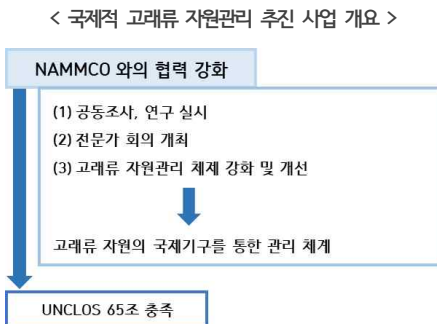 < 국제적 고래류 자원관리 추진 사업 개요 >
NAMMCO 와의 협력 강화
(1) 공동조사, 연구 실시
(2) 전문가 회의 개최
(3) 고래류 자원관리 체제 강화 및 개선
고래류 자원의 국제기구를 통한 관리 체계
UNCLOS 65조 충족